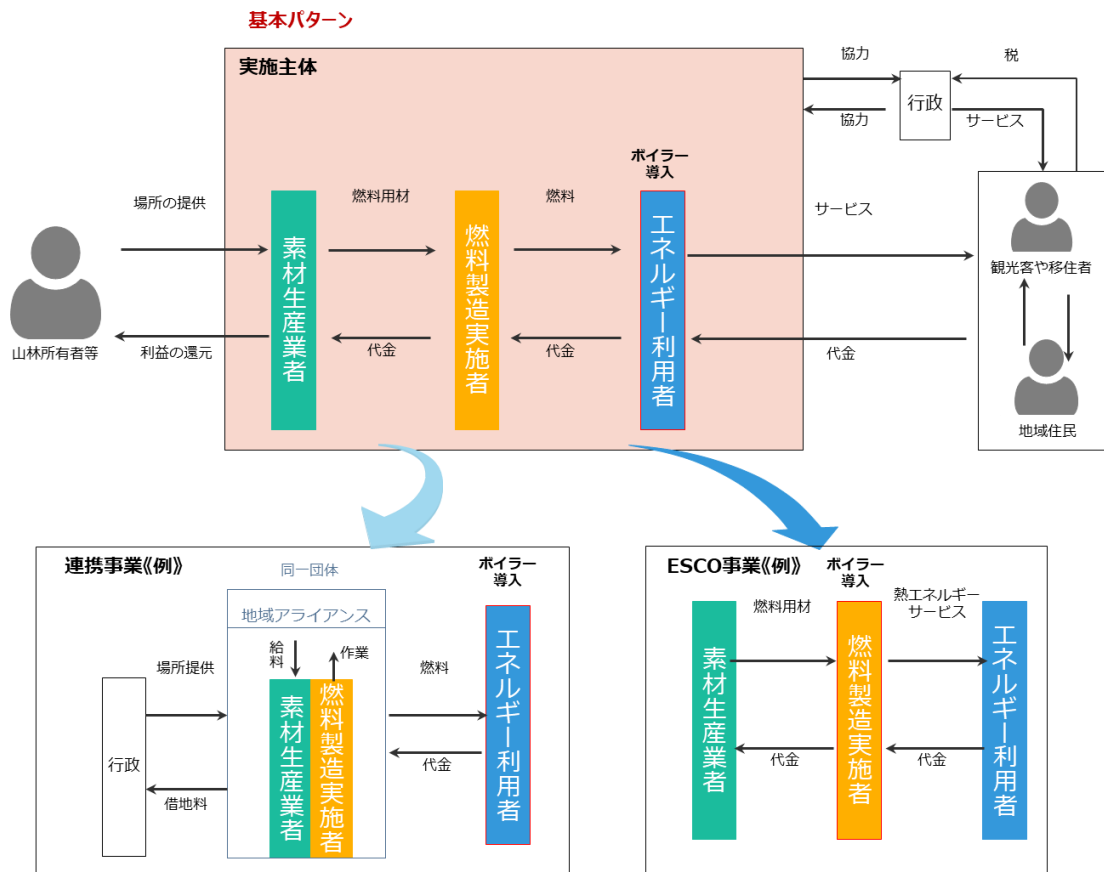 基本パターン
実施主体
協力
税
行政
協力
サービス
ボイラー
導入
場所の提供
燃料用材
燃料
サービス
素材生産業者
燃料製造実施者
エネルギー利用者
観光客や移住者
山林所有者等
利益の還元
代金
代金
代金
地域住民
連携事業《例》
同一団体
ボイラー
導入
地域アライアンス
給料
作業
場所提供
燃料
素材生産業者
燃料製造実施者
エネルギー利用者
行政
代金
借地料
ESCO事業《例》
ボイラー
導入
燃料用材
熱エネルギー
サービス
素材生産業者
燃料製造実施者
エネルギー利用者
代金
代金